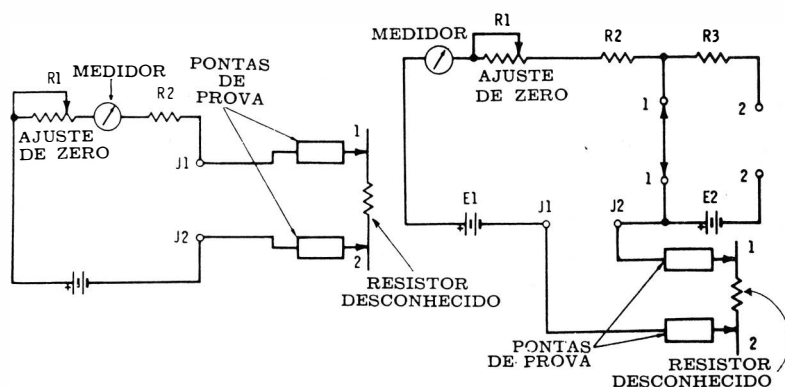 R1
MEDIDOR
R2
AJUSTE
DE ZERO
PONTAS
DE
PROVA
J1
J2
1
2
+
RESISTOR
DESCONHECIDO
MEDIDOR
R1
AJUSTE
DE ZERO
R2
R3
1
1
2
2
E1
+
J1
J2
E2
+
1
2
PONTAS
DE PROVA
RESISTOR
DESCONHECIDO